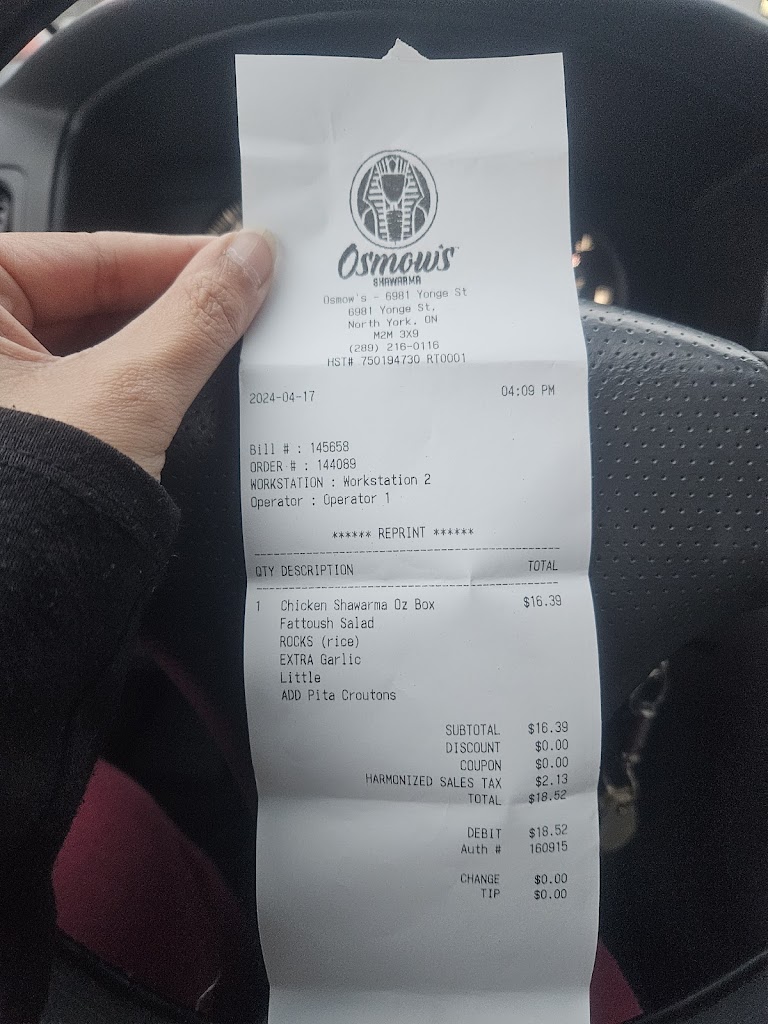 Osmow's
SHAWARMA
Osmow's - 6981 Yonge St
6981 Yonge St,
North York, ON
M2M 3X9
(289) 216-0116
HST# 750194730 RT0001
2024-04-17 04:09 PM
Bill # : 145658
ORDER # : 144089
WORKSTATION : Workstation 2
Operator : Operator 1
****** REPRINT ******
QTY DESCRIPTION TOTAL
1 Chicken Shawarma Oz Box $16.39
Fattoush Salad
ROCKS (rice)
EXTRA Garlic
Little
ADD Pita Croutons
SUBTOTAL $16.39
DISCOUNT $0.00
COUPON $0.00
HARMONIZED SALES TAX $2.13
TOTAL $18.52
DEBIT $18.52
Auth # 160915
CHANGE $0.00
TIP $0.00